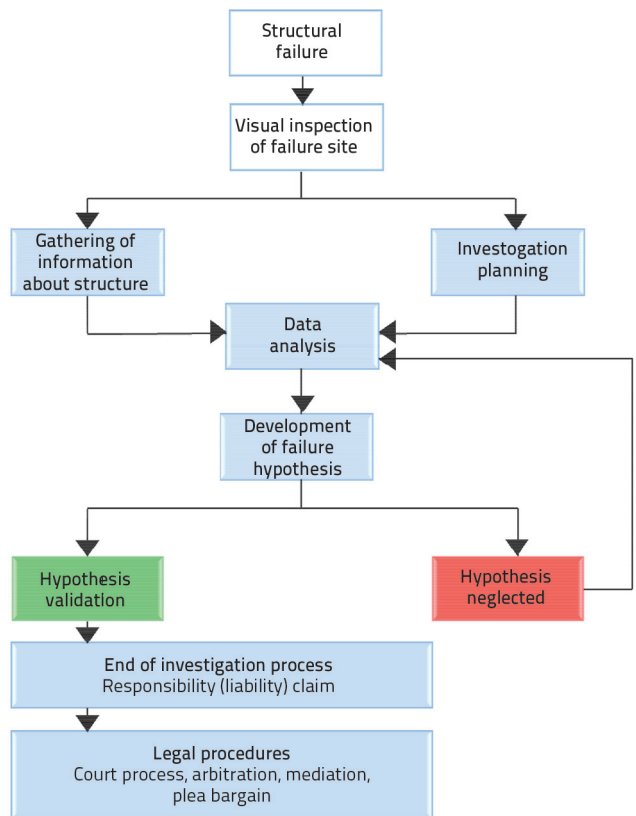 Structural
failure
Visual inspection
of failure site
Gathering of
information
about structure
Investogation
planning
Data
analysis
Development
of failure
hypothesis
Hypothesis
validation
Hypothesis
neglected
End of investigation process
Responsibility (liability) claim
Legal procedures
Court process, arbitration, mediation,
plea bargain